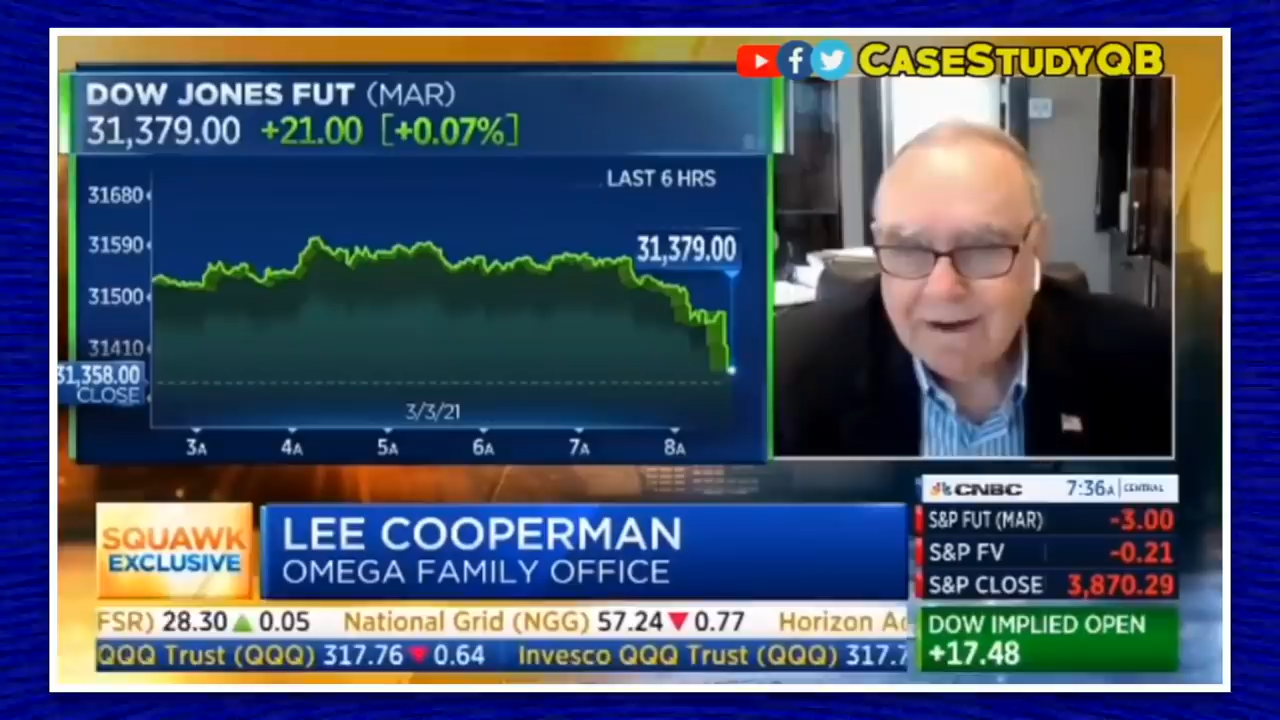 CASESTUDYQB
DOW JONES FUT (MAR)
31,379.00 +21.00 [+0.07%]
LAST 6 HRS
31680
31590
31,379.00
31500
31410
31,358.00
CLOSE
3/3/21
3A 4A 5A 6A 7A 8A
SQUAWK
EXCLUSIVE
LEE COOPERMAN
OMEGA FAMILY OFFICE
CNBC 7:36A CENTRAL
S&P FUT (MAR) -3.00
S&P FV -0.21
S&P CLOSE 3,870.29
DOW IMPLIED OPEN
+17.48
FSR) 28.30 ▲ 0.05 National Grid (NGG) 57.24 ▼ 0.77 Horizon
QQQ Trust (QQQ) 317.76 ▼ 0.64 Invesco QQQ Trust (QQQ) 317.7